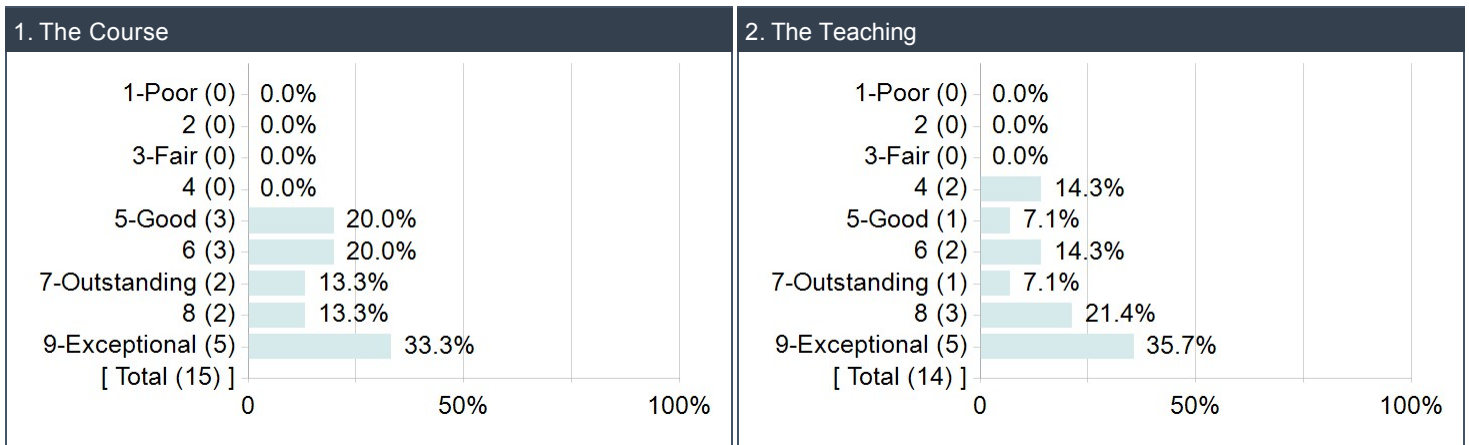 1. The Course
1-Poor (0) 0.0%
2 (0) 0.0%
3-Fair (0) 0.0%
4 (0) 0.0%
5-Good (3) 20.0%
6 (3) 20.0%
7-Outstanding (2) 13.3%
8 (2) 13.3%
9-Exceptional (5) 33.3%
[ Total (15) ]
0 50% 100%
2. The Teaching
1-Poor (0) 0.0%
2 (0) 0.0%
3-Fair (0) 0.0%
4 (2) 14.3%
5-Good (1) 7.1%
6 (2) 14.3%
7-Outstanding (1) 7.1%
8 (3) 21.4%
9-Exceptional (5) 35.7%
[ Total (14) ]
0 50% 100%